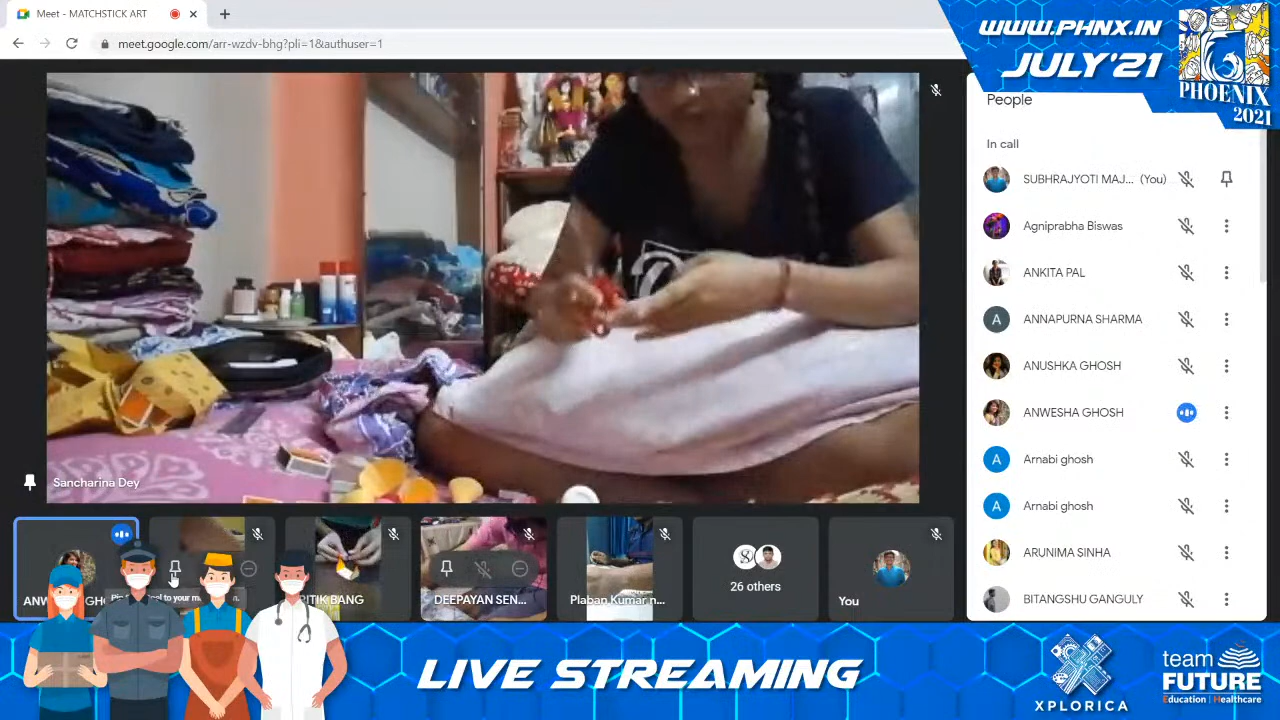 Meet - MATCHSTICK ART
meet.google.com/arr-wzdv-bhg?pli=1&authuser=1
WWW.PHNX.IN
JULY'21
PHOENIX
2021
People
In call
SUBHRAJYOTI MAJ... (You)
Agniprabha Biswas
ANKITA PAL
A ANNAPURNA SHARMA
ANUSHKA GHOSH
ANWESHA GHOSH
A Arnabi ghosh
A Arnabi ghosh
ARUNIMA SINHA
BITANGSHU GANGULY
Sancharina Dey
DEEPAYAN SEN...
Plaban Kumar n...
26 others
You
LIVE STREAMING
XPLORICA
team
FUTURE
Education | Healthcare